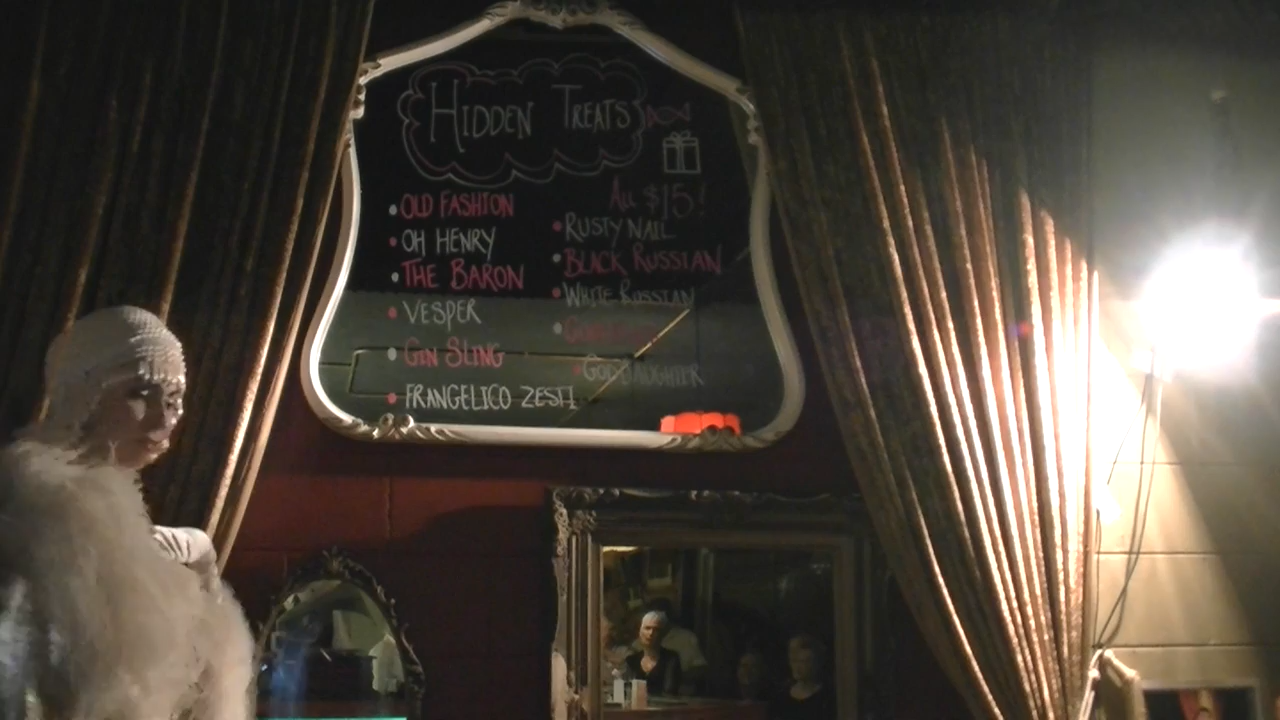 HIDDEN TREATS
ALL $15!
OLD FASHION
OH HENRY
THE BARON
VESPER
GIN SLING
FRANGELICO ZEST!
RUSTY NAIL
BLACK RUSSIAN
WHITE RUSSIAN
GODDAUGHTER